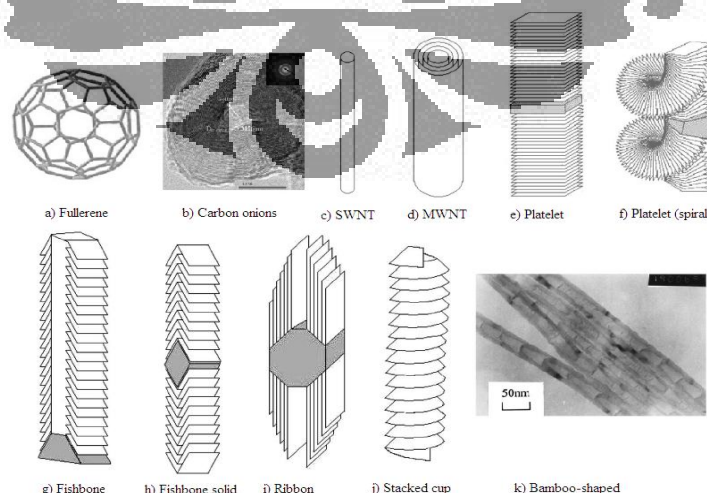 a) Fullerene
b) Carbon onions
c) SWNT
d) MWNT
e) Platelet
f) Platelet (spiral
50nm
g) Fishbone
h) Fishbone solid
i) Ribbon
j) Stacked cup
k) Bamboo-shaped